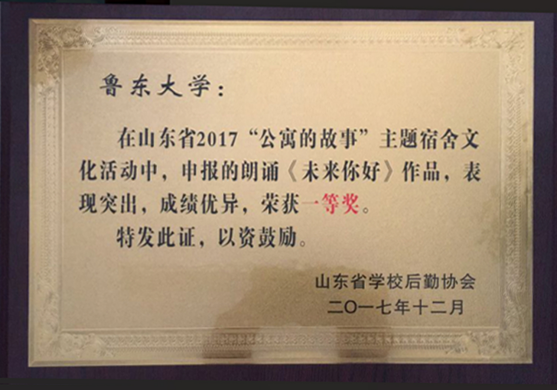 鲁东大学：
在山东省2017“公寓的故事”主题宿舍文
化活动中，申报的朗诵《未来你好》作品，表
现突出，成绩优异，荣获一等奖。
特发此证，以资鼓励。
山东省学校后勤协会
二〇一七年十二月